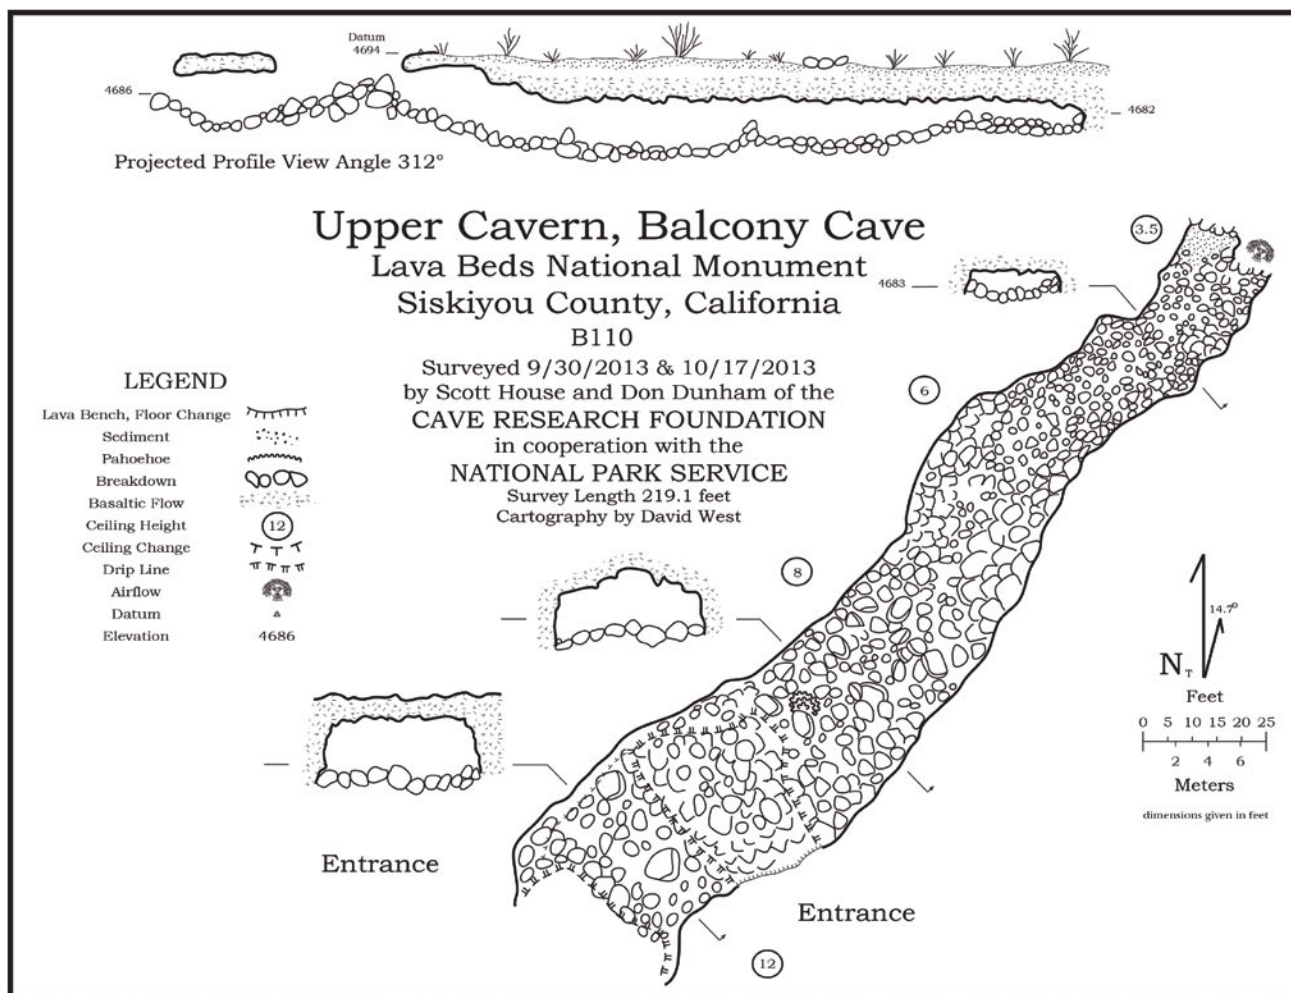 Datum
4694
4686
4682
Projected Profile View Angle 312°
Upper Cavern, Balcony Cave
Lava Beds National Monument
Siskiyou County, California
B110
Surveyed 9/30/2013 & 10/17/2013
by Scott House and Don Dunham of the
CAVE RESEARCH FOUNDATION
in cooperation with the
NATIONAL PARK SERVICE
Survey Length 219.1 feet
Cartography by David West
3.5
4683
6
LEGEND
Lava Bench, Floor Change
Sediment
Pahoehoe
Breakdown
Basaltic Flow
Ceiling Height 12
Ceiling Change
Drip Line
Airflow
Datum
Elevation 4686
8
14.7°
NT
Feet
0 5 10 15 20 25
2 4 6
Meters
dimensions given in feet
Entrance
Entrance
12